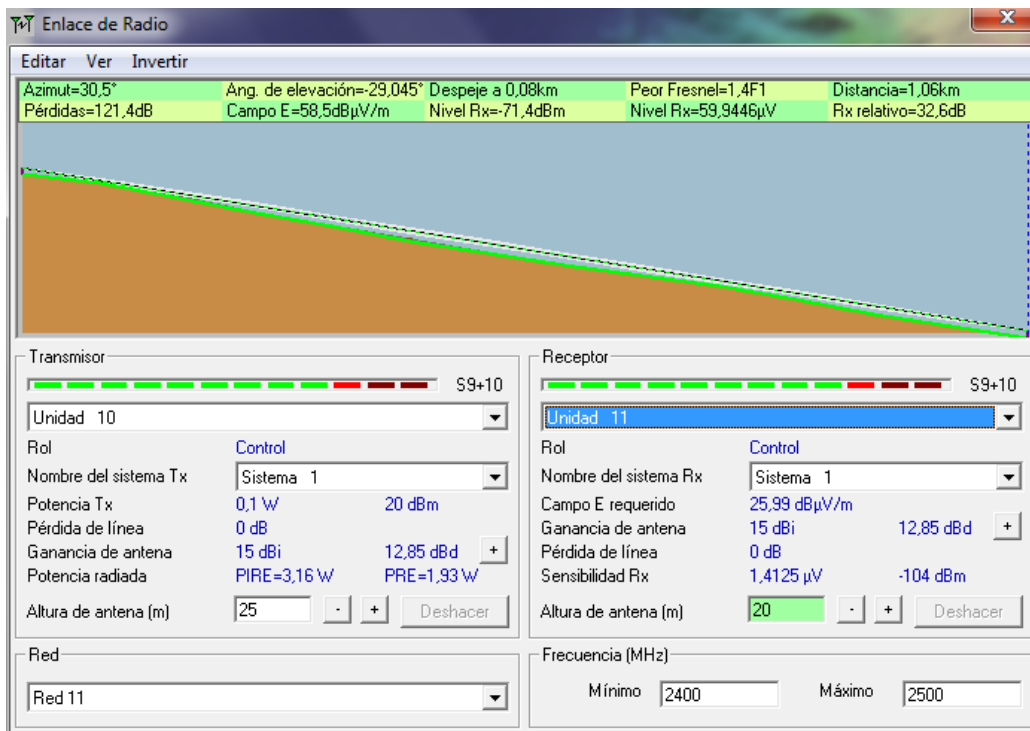 Enlace de Radio
Editar Ver Invertir
Azimut=30,5° Ang. de elevación=-29,045° Despeje a 0,08km Peor Fresnel=1,4F1 Distancia=1,06km
Pérdidas=121,4dB Campo E=58,5dBµV/m Nivel Rx=-71,4dBm Nivel Rx=59,9446µV Rx relativo=32,6dB
Transmisor
S9+10
Unidad 10
Rol Control
Nombre del sistema Tx Sistema 1
Potencia Tx 0,1 W 20 dBm
Pérdida de línea 0 dB
Ganancia de antena 15 dBi 12,85 dBd +
Potencia radiada PIRE=3,16 W PRE=1,93 W
Altura de antena (m) 25 - + Deshacer
Red
Red 11
Receptor
S9+10
Unidad 11
Rol Control
Nombre del sistema Rx Sistema 1
Campo E requerido 25,99 dBµV/m
Ganancia de antena 15 dBi 12,85 dBd +
Pérdida de línea 0 dB
Sensibilidad Rx 1,4125 µV -104 dBm
Altura de antena (m) 20 - + Deshacer
Frecuencia (MHz)
Mínimo 2400 Máximo 2500